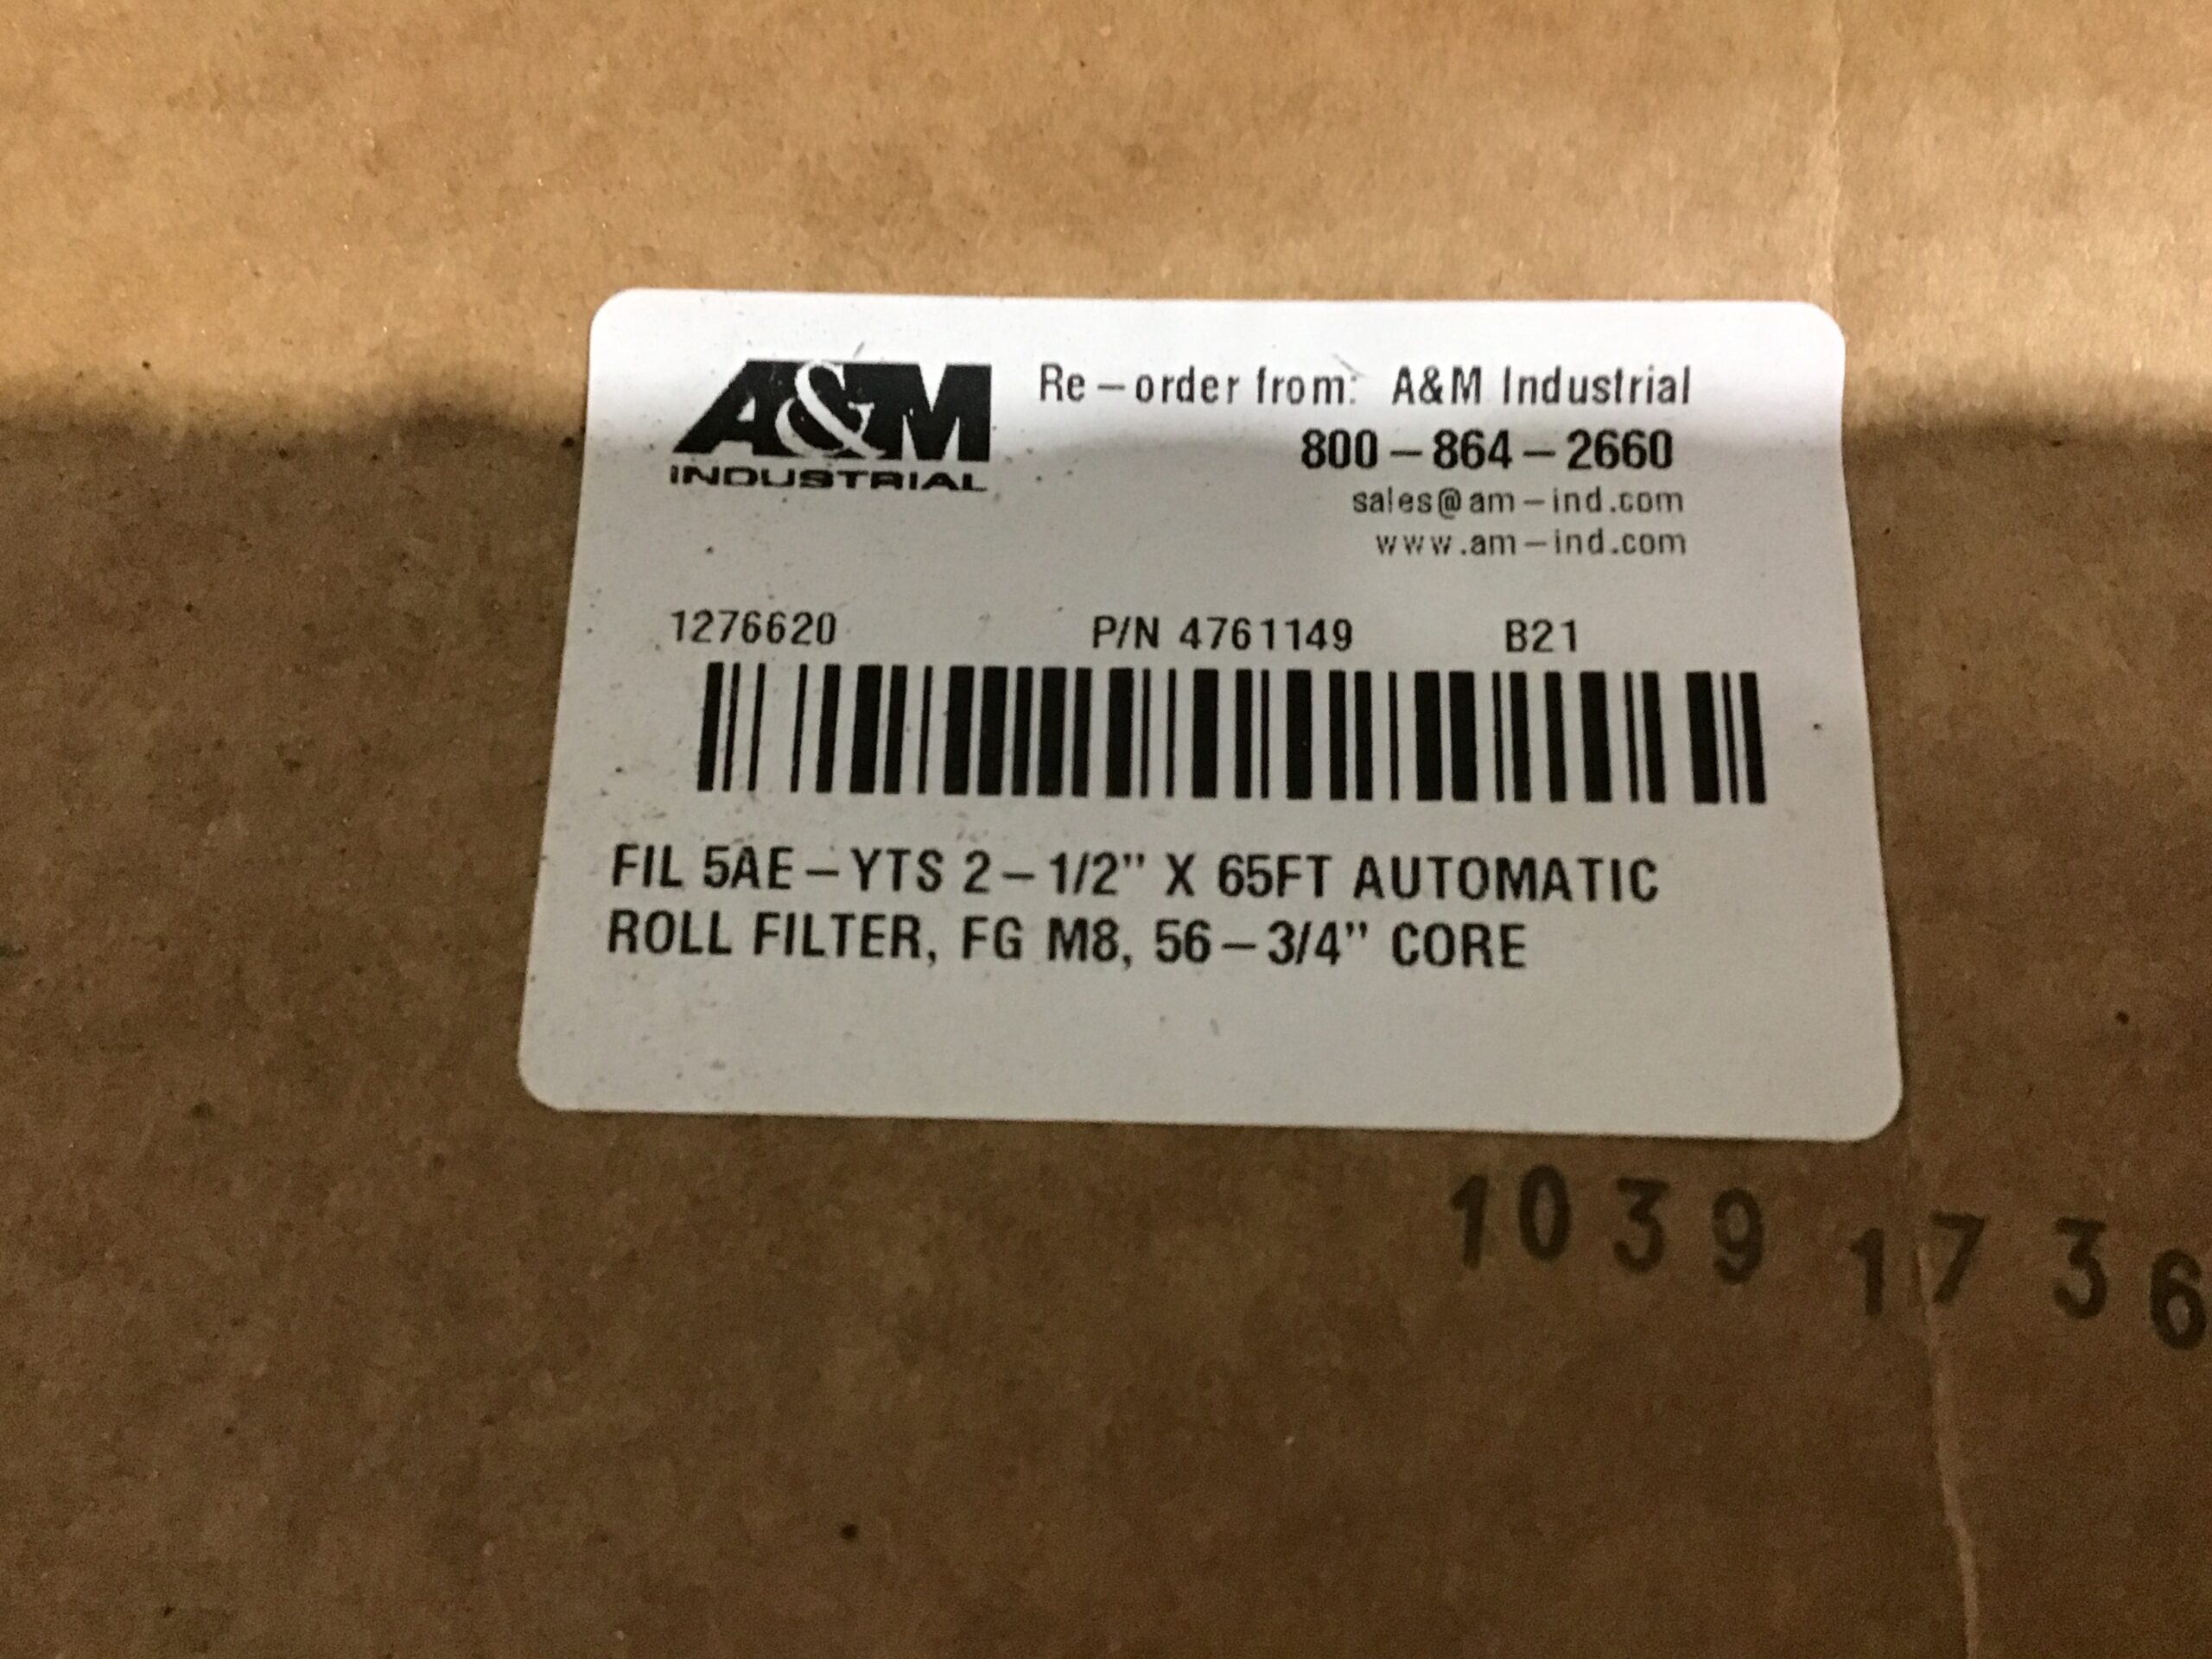 A&M
INDUSTRIAL
Re-order from: A&M Industrial
800-864-2660
sales@am-ind.com
www.am-ind.com
1276620 P/N 4761149 B21
FIL 5AE-YTS 2-1/2" X 65FT AUTOMATIC
ROLL FILTER, FG M8, 56-3/4" CORE
1039 1736